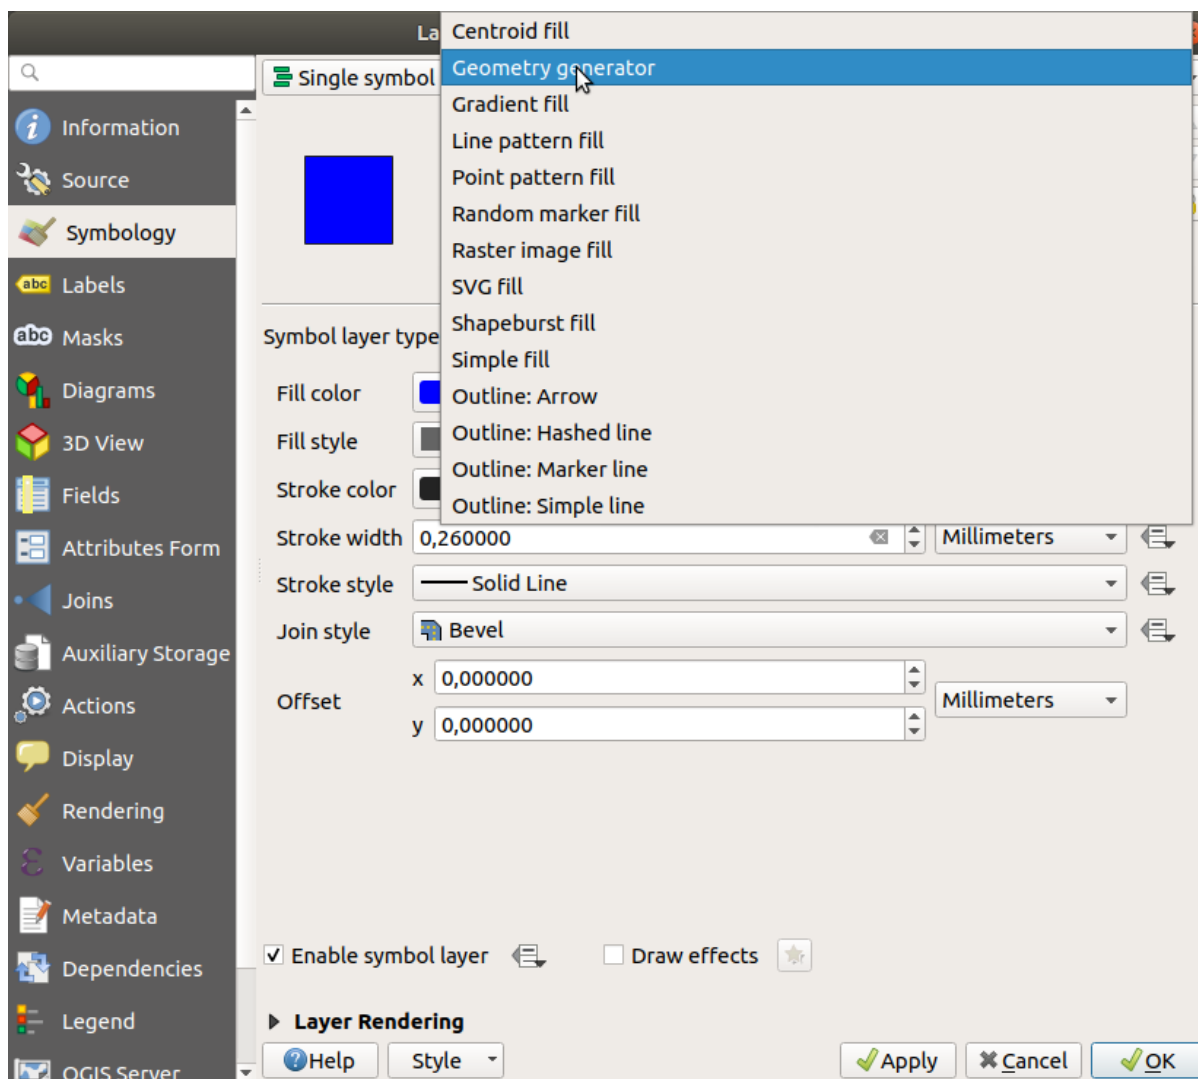 La
Single symbol
Centroid fill
Geometry generator
Gradient fill
Line pattern fill
Point pattern fill
Random marker fill
Raster image fill
SVG fill
Shapeburst fill
Simple fill
Outline: Arrow
Outline: Hashed line
Outline: Marker line
Outline: Simple line
Information
Source
Symbology
abc Labels
abc Masks
Diagrams
3D View
Fields
Attributes Form
Joins
Auxiliary Storage
Actions
Display
Rendering
Variables
Metadata
Dependencies
Legend
QGIS Server
Symbol layer type
Fill color
Fill style
Stroke color
Stroke width 0,260000 Millimeters
Stroke style Solid Line
Join style Bevel
Offset
x 0,000000
y 0,000000
Millimeters
Enable symbol layer Draw effects
Layer Rendering
Help Style Apply Cancel OK